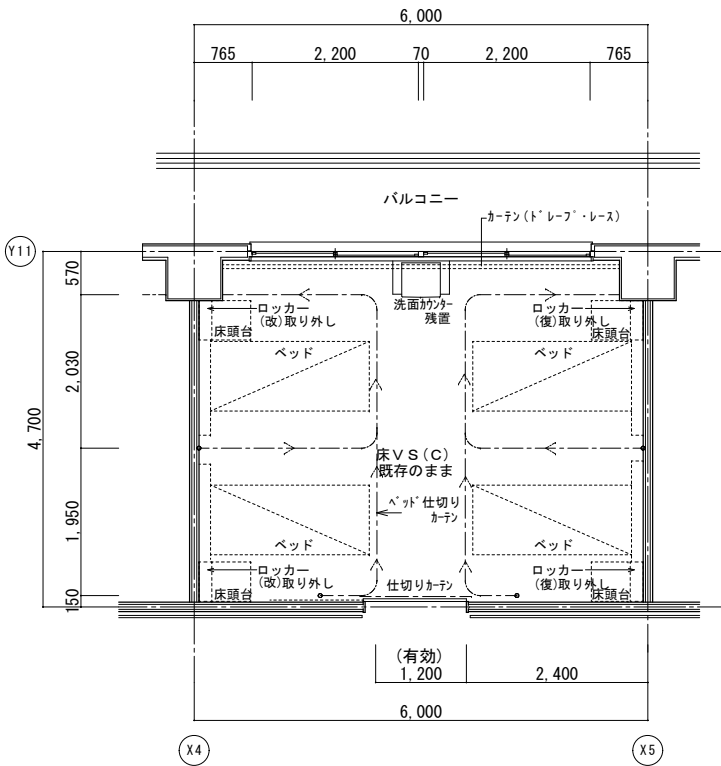 6,000
765 2,200 70 2,200 765
バルコニー
カーテン(ドレープ・レース)
Y11
570
洗面カウンター
残置
ロッカー
(改)取り外し
床頭台
ロッカー
(復)取り外し
床頭台
ベッド
ベッド
2,030
4,700
床VS(C)
既存のまま
ベッド仕切り
カーテン
1,950
ベッド
ベッド
ロッカー
(改)取り外し
床頭台
仕切りカーテン
ロッカー
(復)取り外し
床頭台
150
(有効)
1,200 2,400
6,000
X4 X5